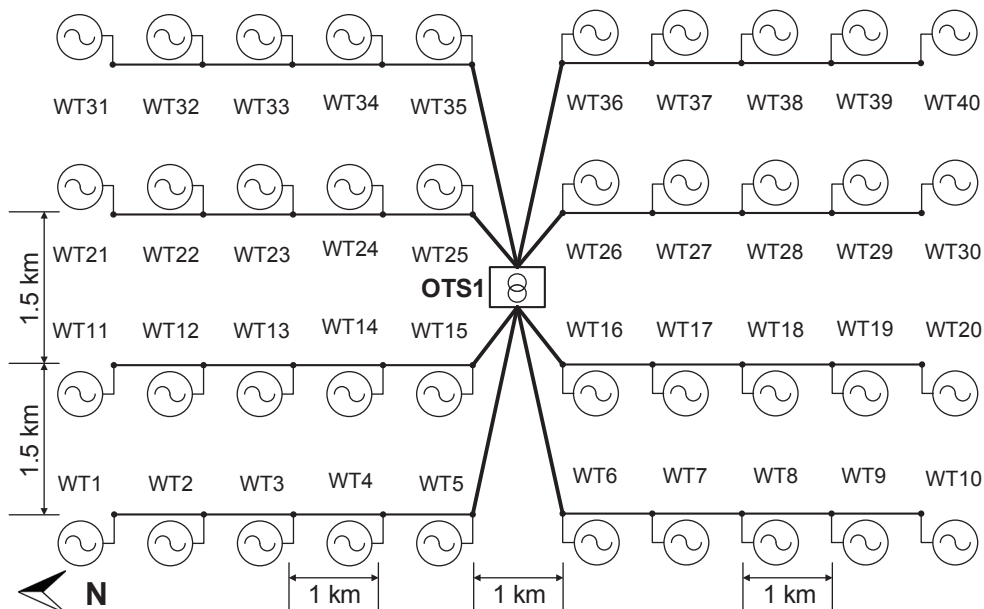 WT31 WT32 WT33 WT34 WT35 WT36 WT37 WT38 WT39 WT40
WT21 WT22 WT23 WT24 WT25 WT26 WT27 WT28 WT29 WT30
1.5 km
OTS1
WT11 WT12 WT13 WT14 WT15 WT16 WT17 WT18 WT19 WT20
1.5 km
WT1 WT2 WT3 WT4 WT5 WT6 WT7 WT8 WT9 WT10
N 1 km 1 km 1 km